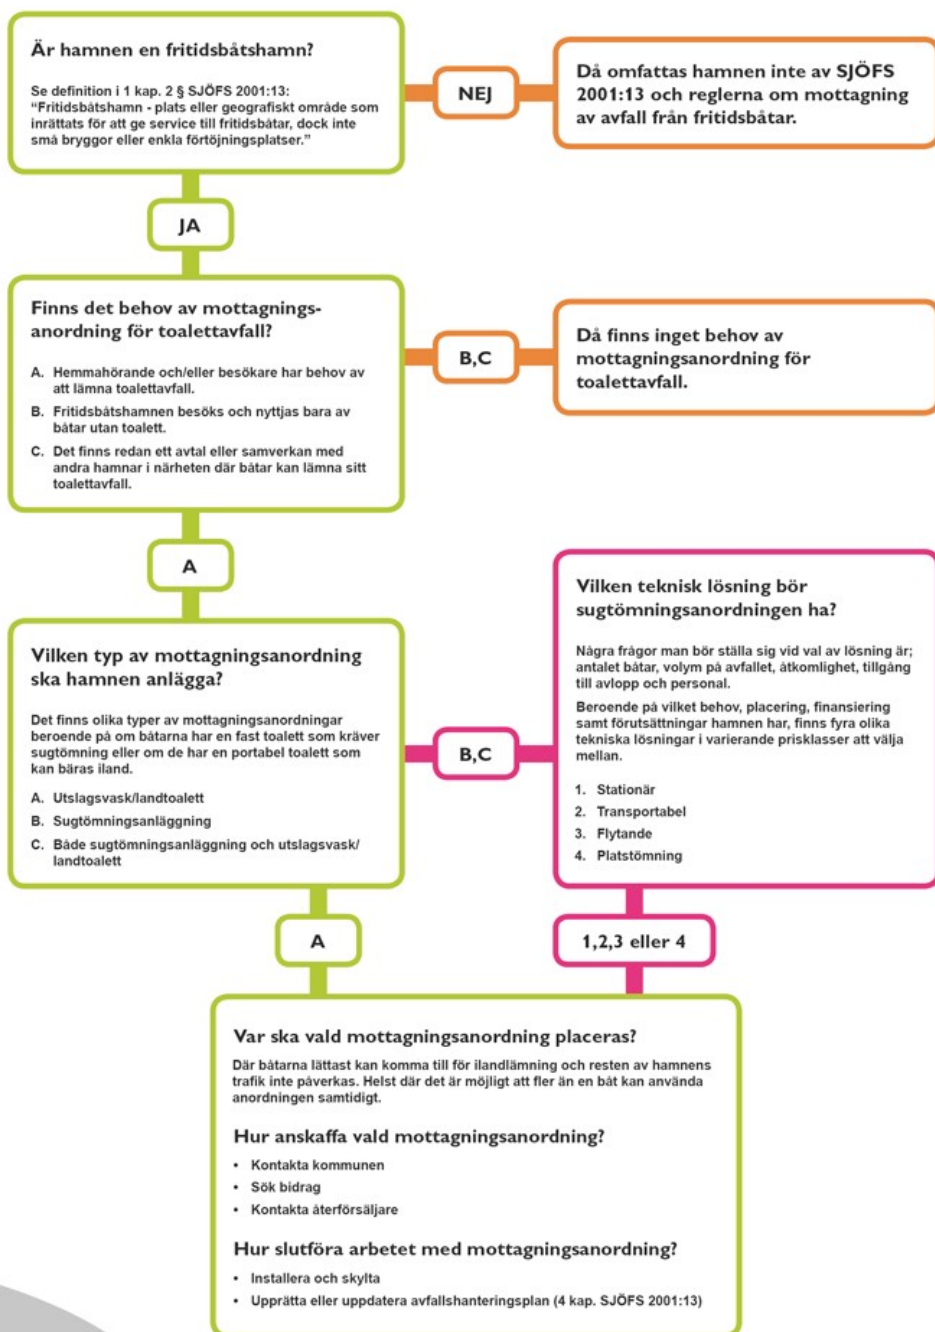 Är hamnen en fritidsbåtshamn?
Se definition i 1 kap. 2 § SJÖFS 2001:13:
“Fritidsbåtshamn - plats eller geografiskt område som
inrättats för att ge service till fritidsbåtar, dock inte
små bryggor eller enkla förtöjningsplatser.”
NEJ
Då omfattas hamnen inte av SJÖFS
2001:13 och reglerna om mottagning
av avfall från fritidsbåtar.
JA
Finns det behov av mottagnings-
anordning för toalettavfall?
A. Hemmahörande och/eller besökare har behov av
att lämna toalettavfall.
B. Fritidsbåtshamnen besöks och nyttjas bara av
båtar utan toalett.
C. Det finns redan ett avtal eller samverkan med
andra hamnar i närheten där båtar kan lämna sitt
toalettavfall.
B,C
Då finns inget behov av
mottagningsanordning för
toalettavfall.
A
Vilken typ av mottagningsanordning
ska hamnen anlägga?
Det finns olika typer av mottagningsanordningar
beroende på om båtarna har en fast toalett som kräver
sugtömning eller om de har en portabel toalett som
kan bäras iland.
A. Utslagsvask/landtoalett
B. Sugtömningsanläggning
C. Både sugtömningsanläggning och utslagsvask/
landtoalett
B,C
Vilken teknisk lösning bör
sugtömningsanordningen ha?
Några frågor man bör ställa sig vid val av lösning är;
antalet båtar, volym på avfallet, åtkomlighet, tillgång
till avlopp och personal.
Beroende på vilket behov, placering, finansiering
samt förutsättningar hamnen har, finns fyra olika
tekniska lösningar i varierande prisklasser att välja
mellan.
1. Stationär
2. Transportabel
3. Flytande
4. Platstömning
A
1,2,3 eller 4
Var ska vald mottagningsanordning placeras?
Där båtarna lättast kan komma till för ilandlämning och resten av hamnens
trafik inte påverkas. Helst där det är möjligt att fler än en båt kan använda
anordningen samtidigt.
Hur anskaffa vald mottagningsanordning?
• Kontakta kommunen
• Sök bidrag
• Kontakta återförsäljare
Hur slutföra arbetet med mottagningsanordning?
• Installera och skylta
• Upprätta eller uppdatera avfallshanteringsplan (4 kap. SJÖFS 2001:13)